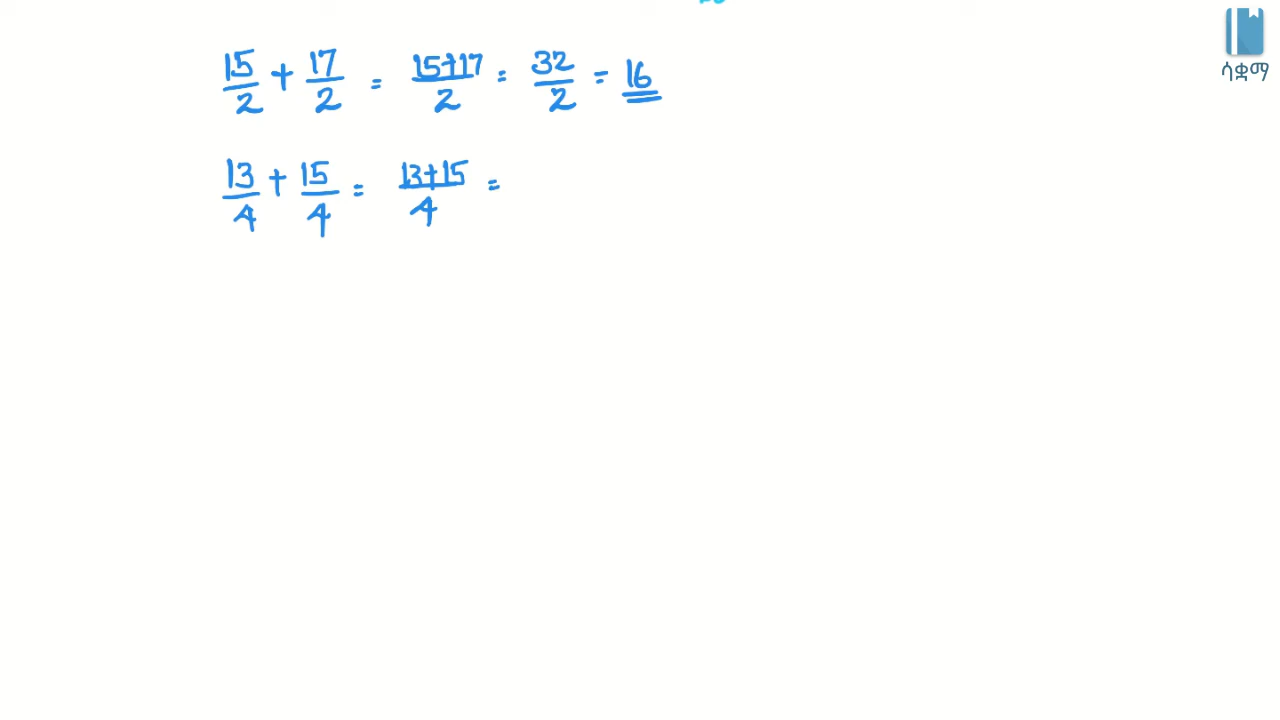 15/2 + 17/2 = 15+17/2 = 32/2 = 16
13/4 + 15/4 = 13+15/4 =
ሳቋማ